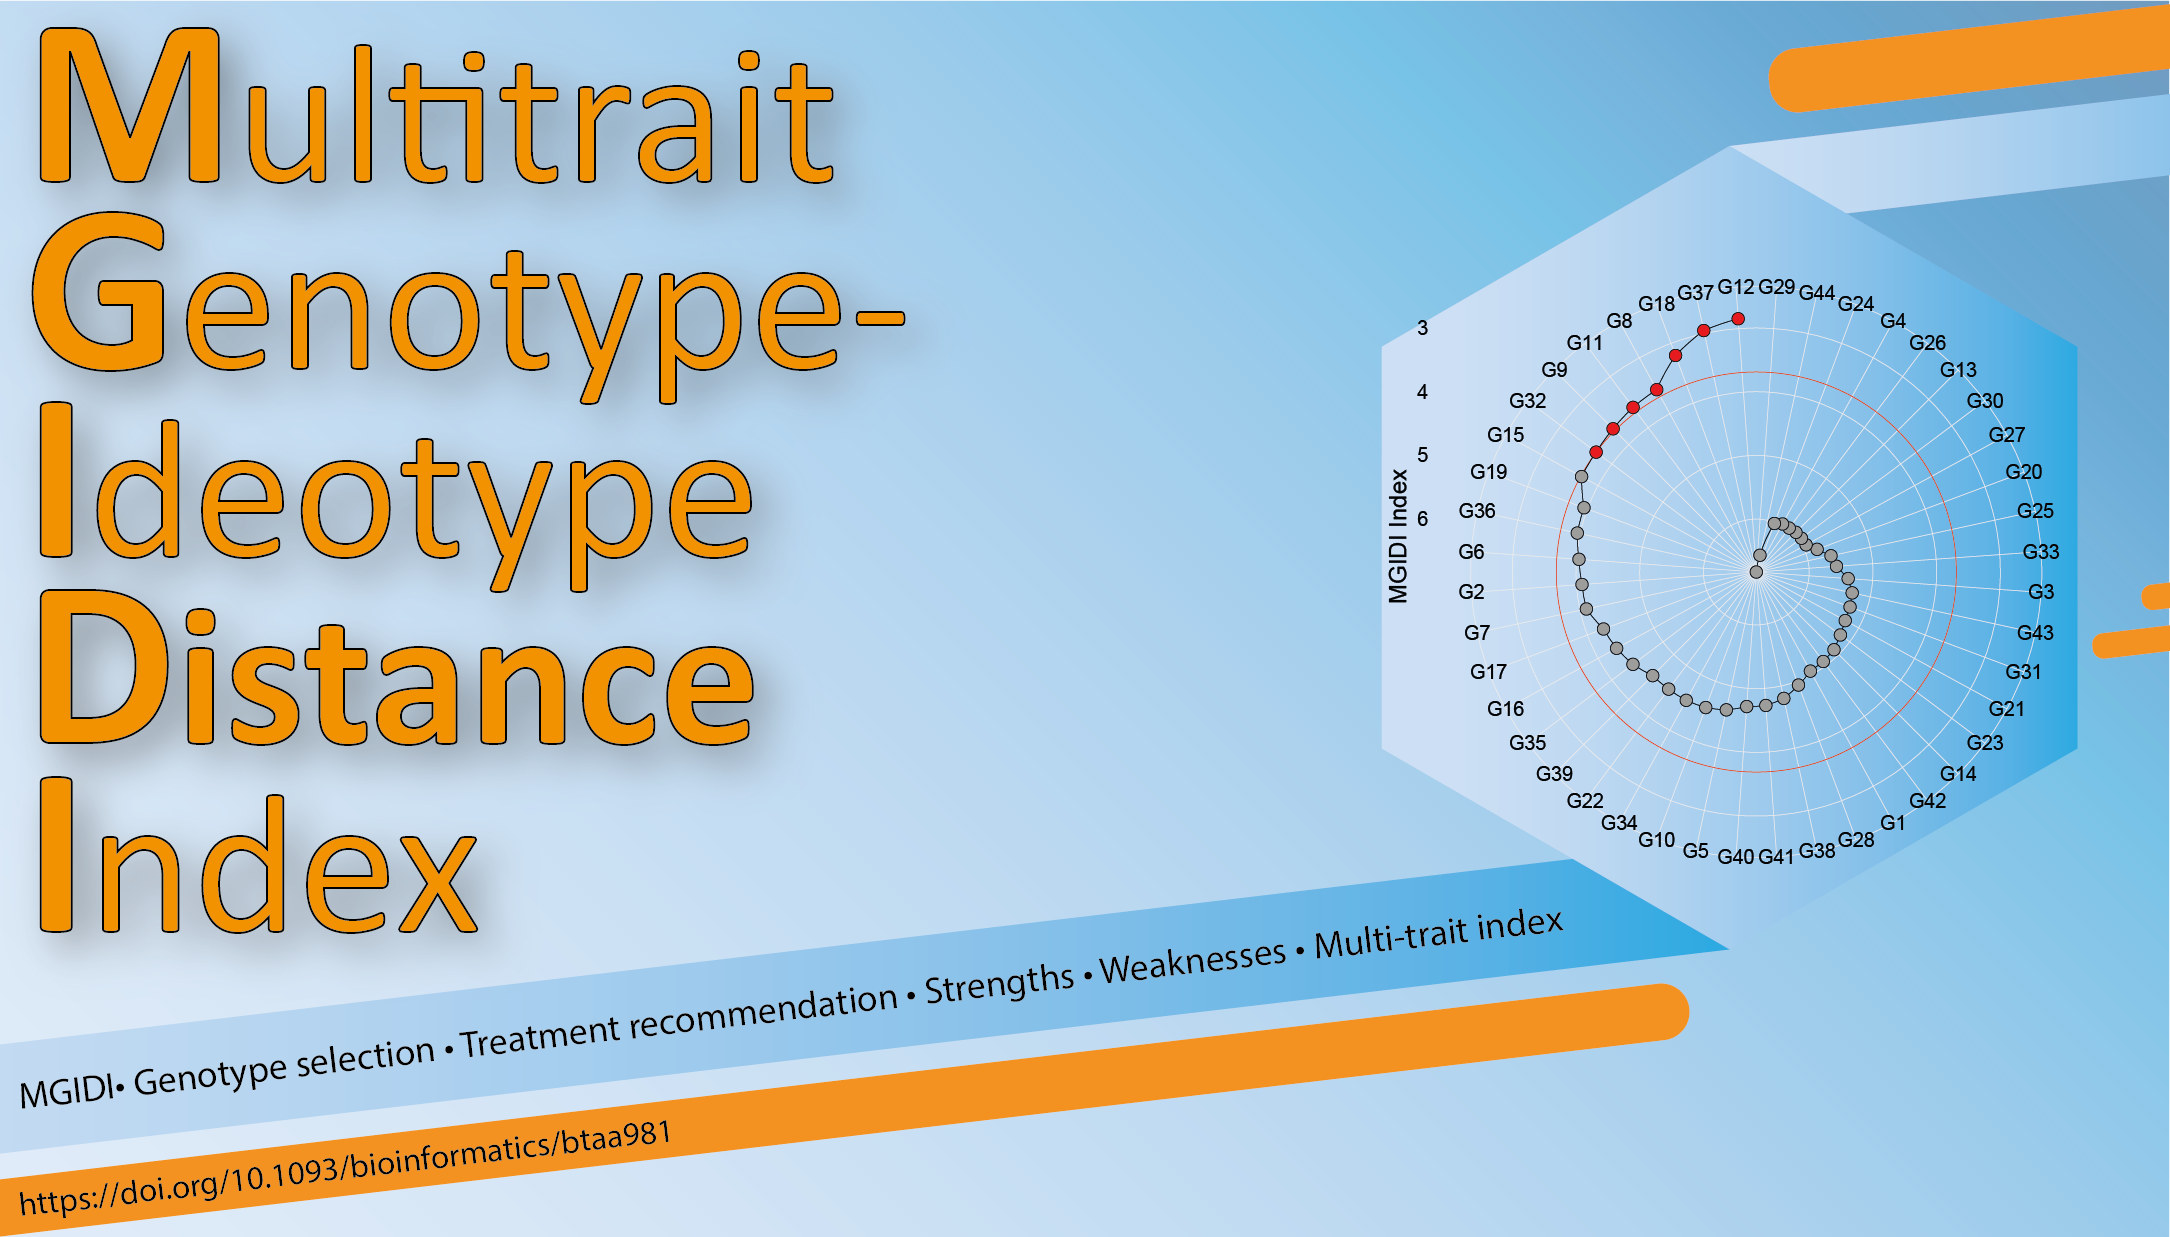 Multitrait
Genotype-
Ideotype
Distance
Index
MGIDI• Genotype selection • Treatment recommendation • Strengths • Weaknesses • Multi-trait index
https://doi.org/10.1093/bioinformatics/btaa981
MGIDI Index
3
4
5
6
G12
G29
G44
G24
G4
G26
G13
G30
G27
G20
G25
G33
G3
G43
G31
G21
G23
G14
G42
G1
G28
G38
G41
G40
G5
G10
G34
G22
G39
G35
G16
G17
G7
G2
G6
G36
G19
G15
G32
G9
G11
G8
G18
G37